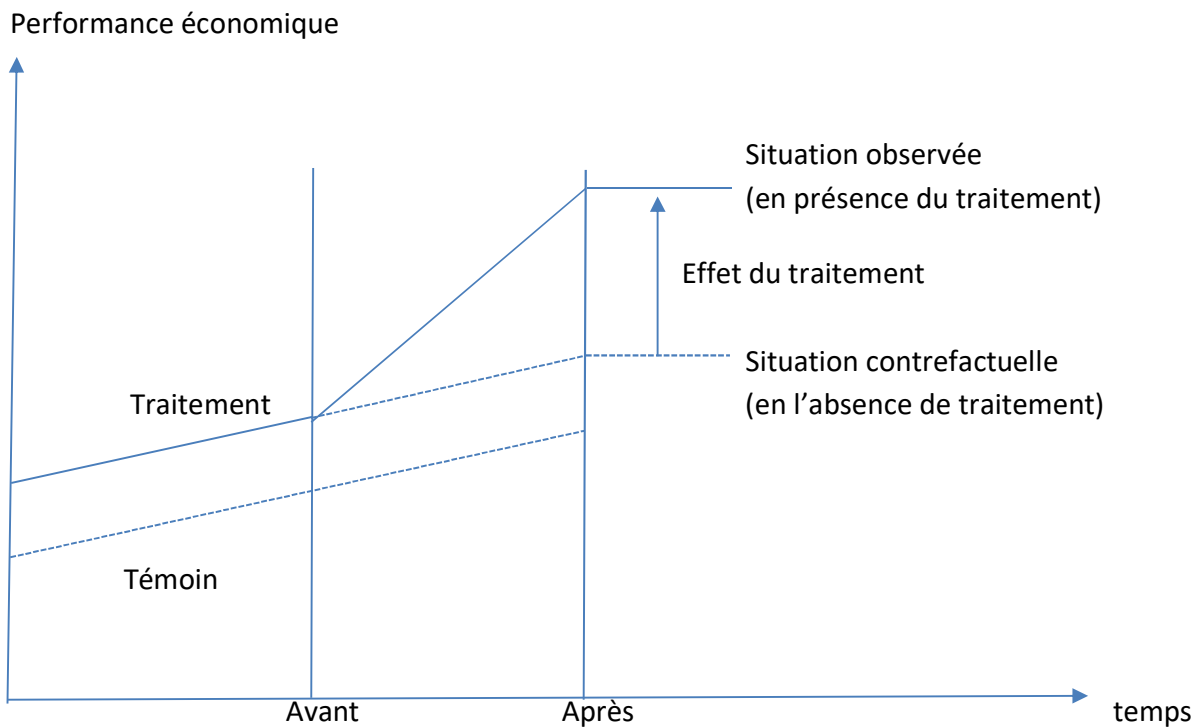 Performance économique
Situation observée
(en présence du traitement)
Effet du traitement
Situation contrefactuelle
(en l’absence de traitement)
Traitement
Témoin
Avant
Après
temps